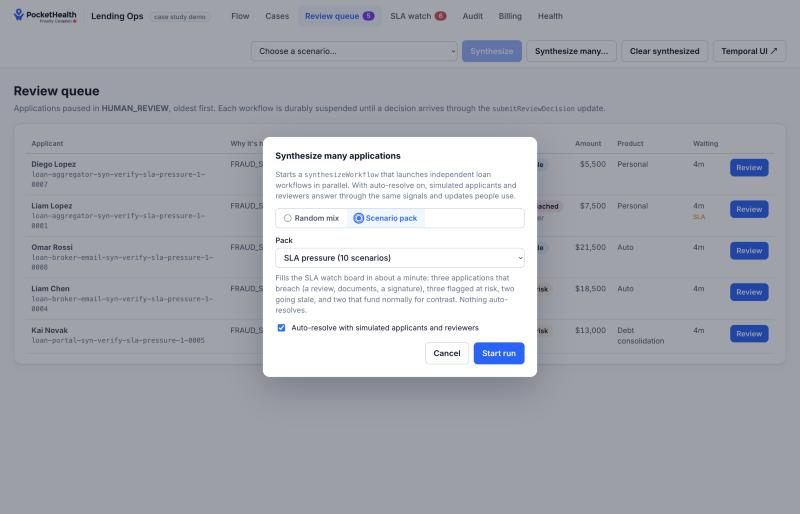 PocketHealth
Proudly Canadian
Lending Ops
case study demo
Flow
Cases
Review queue 5
SLA watch 6
Audit
Billing
Health
Choose a scenario...
Synthesize
Synthesize many...
Clear synthesized
Temporal UI ↗
Review queue
Applications paused in HUMAN_REVIEW, oldest first. Each workflow is durably suspended until a decision arrives through the submitReviewDecision update.
Applicant
Why it's h
Amount
Product
Waiting
Diego Lopez
loan-aggregator-syn-verify-sla-pressure-1-
0007
FRAUD_S
$5,500
Personal
4m
Review
Liam Lopez
loan-aggregator-syn-verify-sla-pressure-1-
0001
FRAUD_S
ached
er
$7,500
Personal
4m
SLA
Review
Omar Rossi
loan-broker-email-syn-verify-sla-pressure-1-
0008
FRAUD_S
le
$21,500
Auto
4m
Review
Liam Chen
loan-broker-email-syn-verify-sla-pressure-1-
0004
FRAUD_S
risk
$18,500
Auto
4m
Review
Kai Novak
loan-portal-syn-verify-sla-pressure-1-0005
FRAUD_S
risk
$13,000
Debt
consolidation
4m
Review
Synthesize many applications
Starts a synthesizeWorkflow that launches independent loan
workflows in parallel. With auto-resolve on, simulated applicants and
reviewers answer through the same signals and updates people use.
Random mix
Scenario pack
Pack
SLA pressure (10 scenarios)
Fills the SLA watch board in about a minute: three applications that
breach (a review, documents, a signature), three flagged at risk, two
going stale, and two that fund normally for contrast. Nothing auto-
resolves.
Auto-resolve with simulated applicants and reviewers
Cancel
Start run